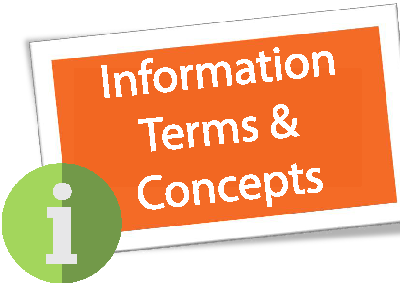 Information
Terms &
Concepts
i